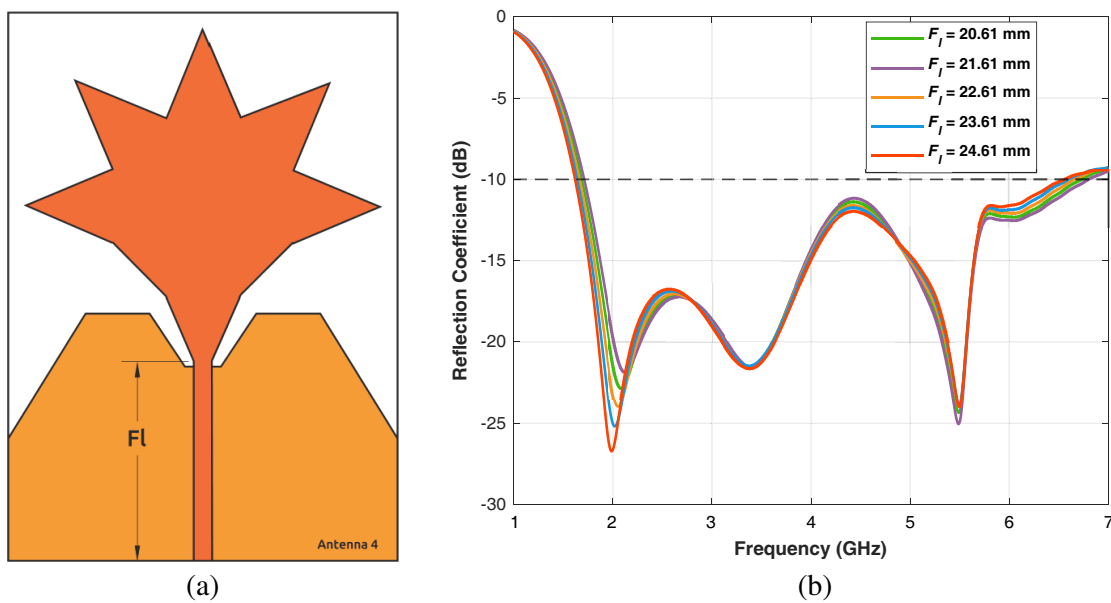 Fl
Antenna 4
(a)
0
-5
-10
-15
-20
-25
-30
Reflection Coefficient (dB)
F_l = 20.61 mm
F_l = 21.61 mm
F_l = 22.61 mm
F_l = 23.61 mm
F_l = 24.61 mm
1 2 3 4 5 6 7
Frequency (GHz)
(b)